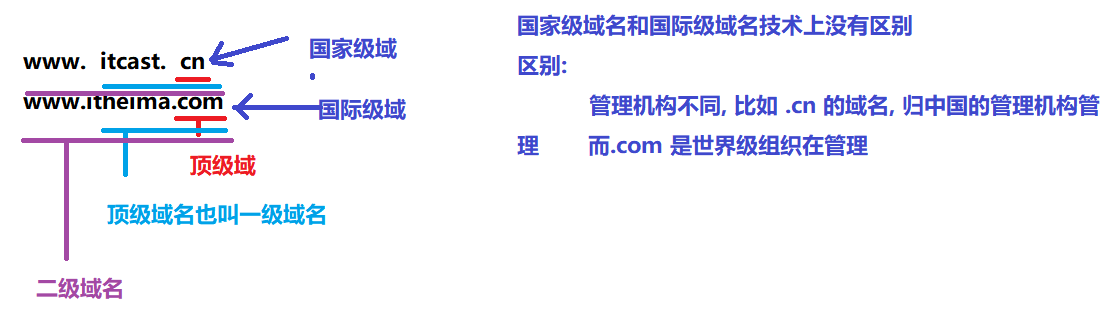 www. itcast. cn
国家级域
www.itheima.com
国际级域
顶级域
顶级域名也叫一级域名
二级域名
国家级域名和国际级域名技术上没有区别
区别:
管理机构不同, 比如 .cn 的域名, 归中国的管理机构管
理 而.com 是世界级组织在管理